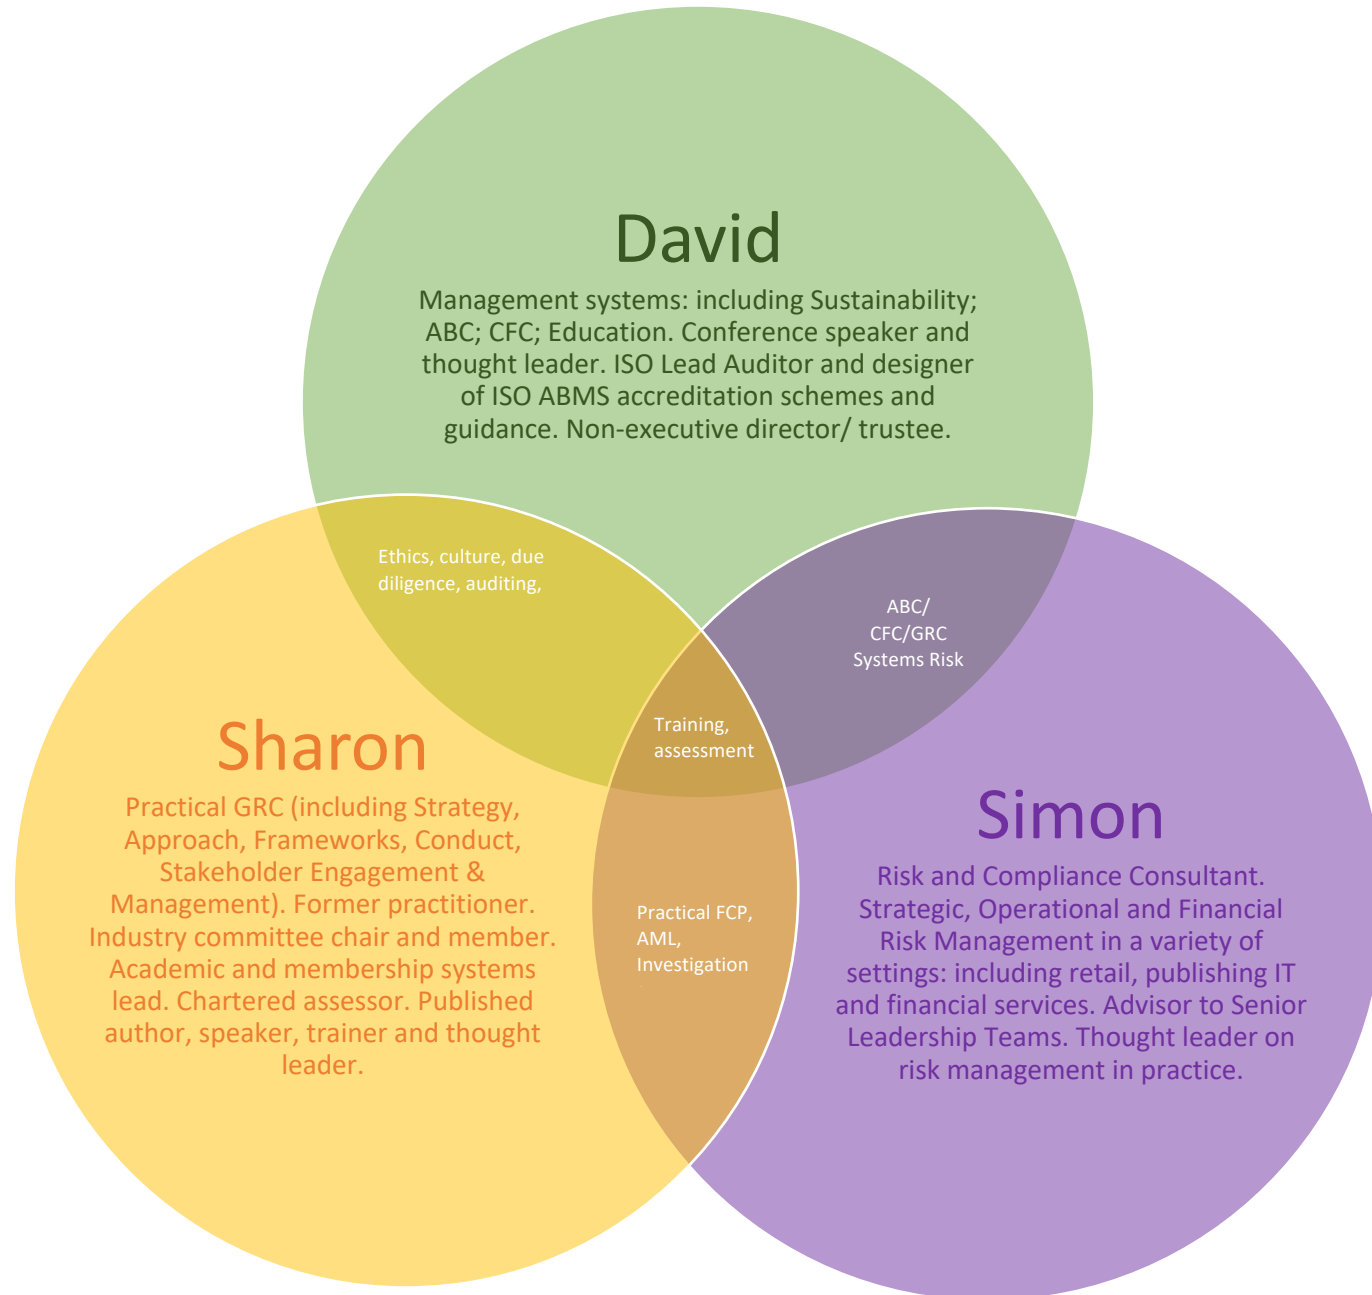 David
Management systems: including Sustainability;
ABC; CFC; Education. Conference speaker and
thought leader. ISO Lead Auditor and designer
of ISO ABMS accreditation schemes and
guidance. Non-executive director/ trustee.
Ethics, culture, due
diligence, auditing,
ABC/
CFC/GRC
Systems Risk
Training,
assessment
Sharon
Practical GRC (including Strategy,
Approach, Frameworks, Conduct,
Stakeholder Engagement &
Management). Former practitioner.
Industry committee chair and member.
Academic and membership systems
lead. Chartered assessor. Published
author, speaker, trainer and thought
leader.
Practical FCP,
AML,
Investigation
Simon
Risk and Compliance Consultant.
Strategic, Operational and Financial
Risk Management in a variety of
settings: including retail, publishing IT
and financial services. Advisor to Senior
Leadership Teams. Thought leader on
risk management in practice.